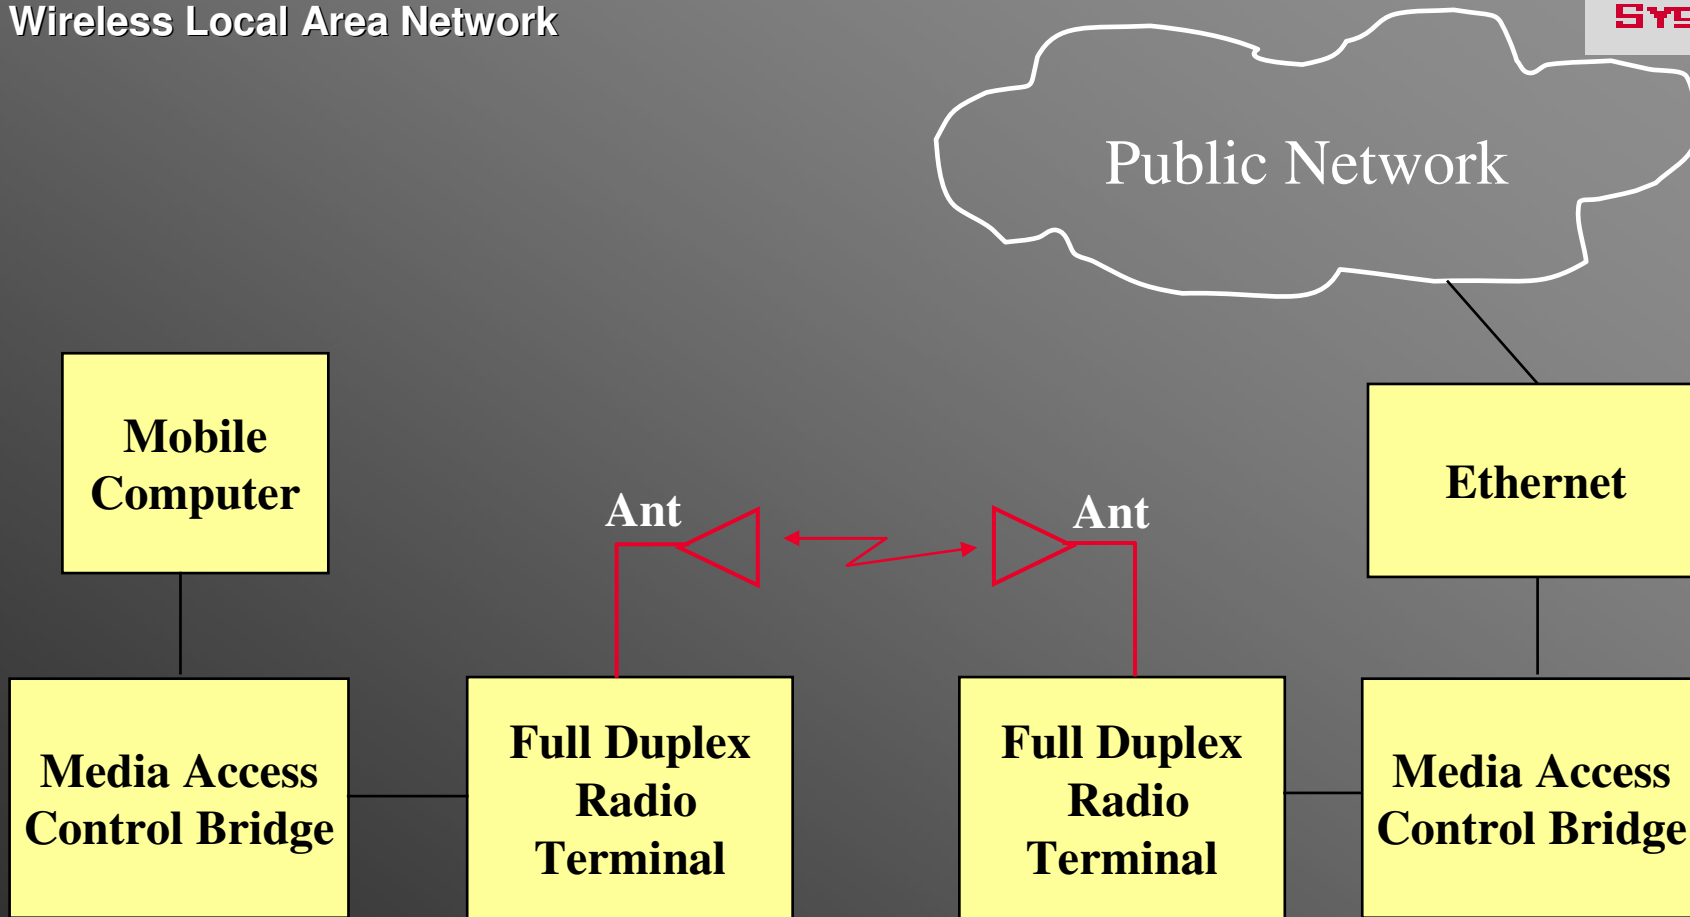 Wireless Local Area Network
Public Network
Mobile
Computer
Ant
Ant
Ethernet
Media Access
Control Bridge
Full Duplex
Radio
Terminal
Full Duplex
Radio
Terminal
Media Access
Control Bridge